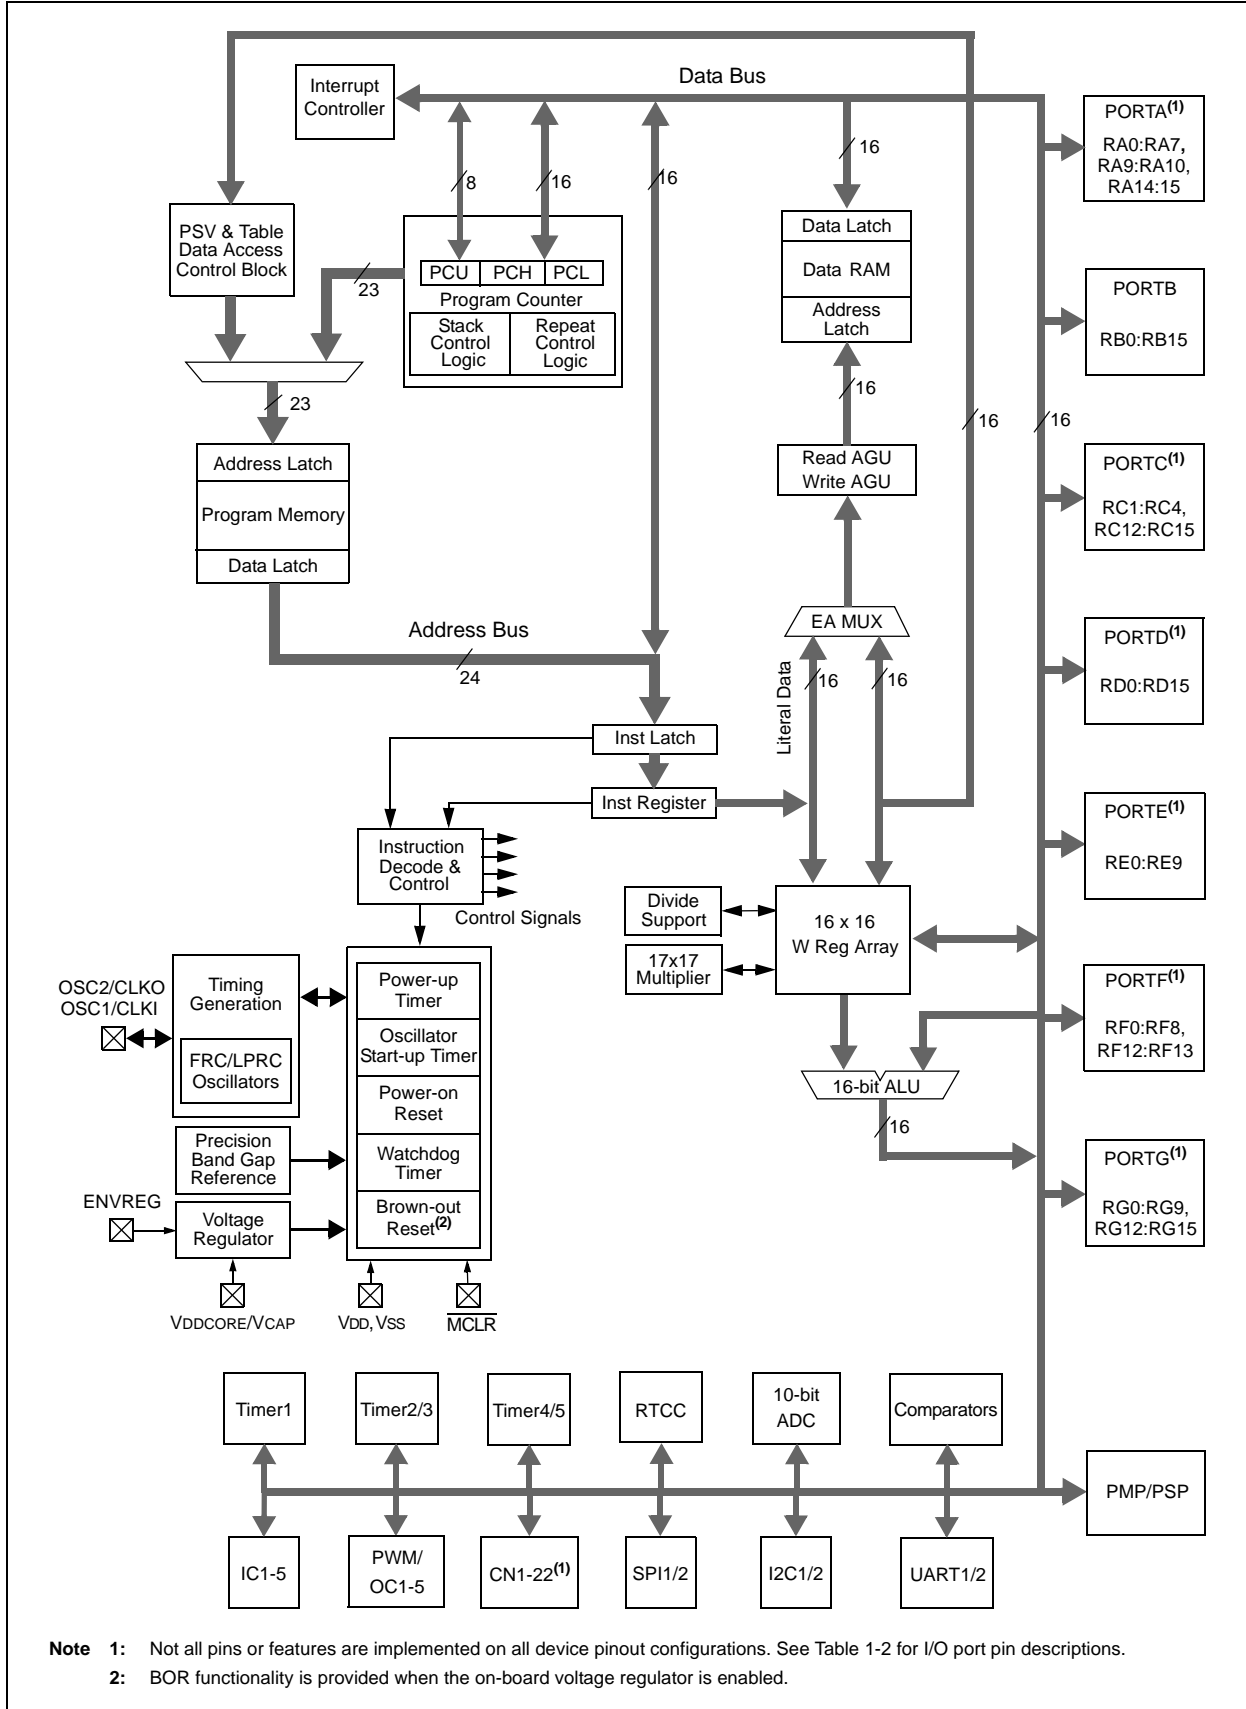 Data Bus
Interrupt
Controller
PORTA(1)
RA0:RA7,
RA9:RA10,
RA14:15
16
8
16
16
PSV & Table
Data Access
Control Block
23
PCU
PCH
PCL
Program Counter
Stack
Control
Logic
Repeat
Control
Logic
Data Latch
Data RAM
Address
Latch
PORTB
RB0:RB15
23
16
16
16
Address Latch
Program Memory
Data Latch
Read AGU
Write AGU
PORTC(1)
RC1:RC4,
RC12:RC15
EA MUX
Address Bus
24
Literal Data
16
16
PORTD(1)
RD0:RD15
Inst Latch
Inst Register
PORTE(1)
RE0:RE9
Instruction
Decode &
Control
Control Signals
Divide
Support
17x17
Multiplier
16 x 16
W Reg Array
OSC2/CLKO
OSC1/CLKI
Timing
Generation
FRC/LPRC
Oscillators
Power-up
Timer
Oscillator
Start-up Timer
Power-on
Reset
Watchdog
Timer
Brown-out
Reset(2)
PORTF(1)
RF0:RF8,
RF12:RF13
16-bit ALU
16
Precision
Band Gap
Reference
ENVREG
Voltage
Regulator
PORTG(1)
RG0:RG9,
RG12:RG15
VDDCORE/VCAP
VDD, VSS
MCLR
Timer1
Timer2/3
Timer4/5
RTCC
10-bit
ADC
Comparators
PMP/PSP
IC1-5
PWM/
OC1-5
CN1-22(1)
SPI1/2
I2C1/2
UART1/2
Note 1: Not all pins or features are implemented on all device pinout configurations. See Table 1-2 for I/O port pin descriptions.
2: BOR functionality is provided when the on-board voltage regulator is enabled.